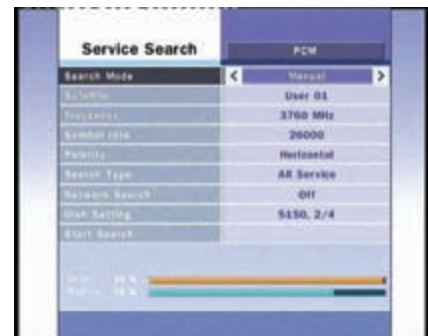 Service Search PCM
Search Mode < Manual >
Satellite User 01
Frequency 3760 MHz
Symbol rate 26000
Polarity Horizontal
Search Type All Service
Network Search Off
Dish Setting 5150, 2/4
Start Search